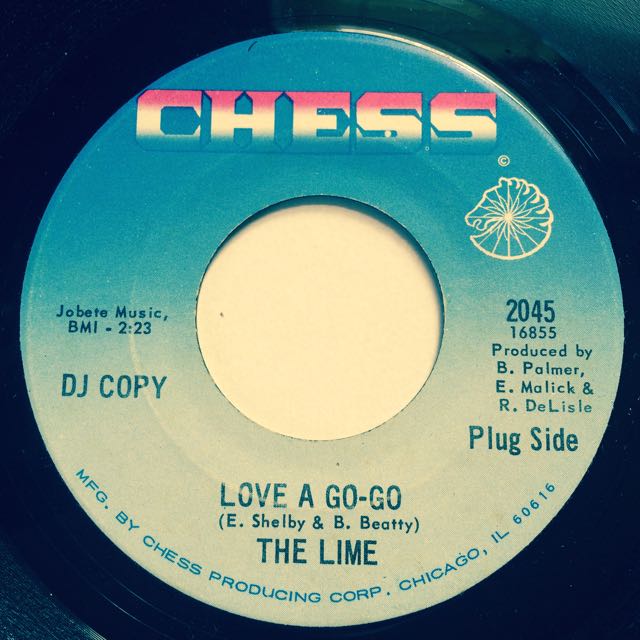 CHESS
©
Jobete Music,
BMI - 2:23
DJ COPY
2045
16855
Produced by
B. Palmer,
E. Malick &
R. DeLisle
Plug Side
LOVE A GO-GO
(E. Shelby & B. Beatty)
THE LIME
MFG. BY CHESS PRODUCING CORP. CHICAGO, IL 60616